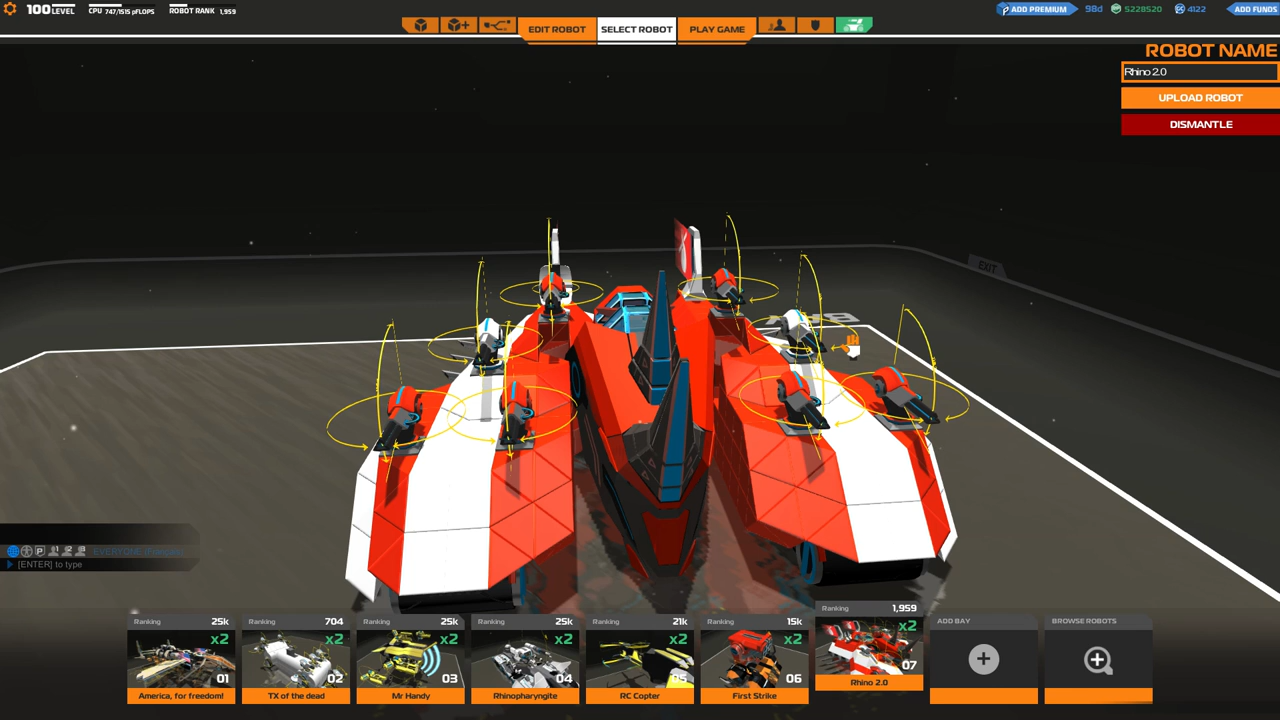 100 LEVEL
CPU 747/1515 pFLOPS
ROBOT RANK 1,959
ADD PREMIUM
98d
5228520
4122
ADD FUNDS
EDIT ROBOT
SELECT ROBOT
PLAY GAME
ROBOT NAME
Rhino 2.0
UPLOAD ROBOT
DISMANTLE
EXIT
[ENTER] to type
Ranking 25k
x2
01
America, for freedom!
Ranking 704
x2
02
TX of the dead
Ranking 25k
x2
03
Mr Handy
Ranking 25k
x2
04
Rhinopharyngite
Ranking 21k
x2
05
RC Copter
Ranking 15k
x2
06
First Strike
Ranking 1,959
x2
07
Rhino 2.0
ADD BAY
BROWSE ROBOTS